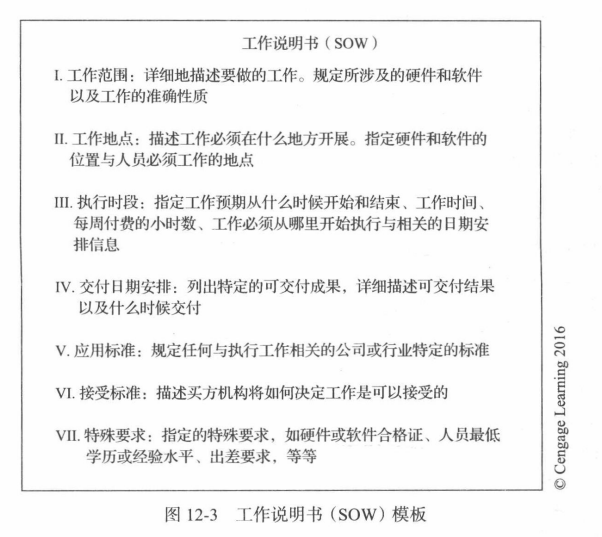 工作说明书（SOW）
I. 工作范围：详细地描述要做的工作。规定所涉及的硬件和软件
以及工作的准确性质
II. 工作地点：描述工作必须在什么地方开展。指定硬件和软件的
位置与人员必须工作的地点
III. 执行时段：指定工作预期从什么时候开始和结束、工作时间、
每周付费的小时数、工作必须从哪里开始执行与相关的日期安
排信息
IV. 交付日期安排：列出特定的可交付成果，详细描述可交付结果
以及什么时候交付
V. 应用标准：规定任何与执行工作相关的公司或行业特定的标准
VI. 接受标准：描述买方机构将如何决定工作是可以接受的
VII. 特殊要求：指定的特殊要求，如硬件或软件合格证、人员最低
学历或经验水平、出差要求，等等
© Cengage Learning 2016
图 12-3 工作说明书（SOW）模板